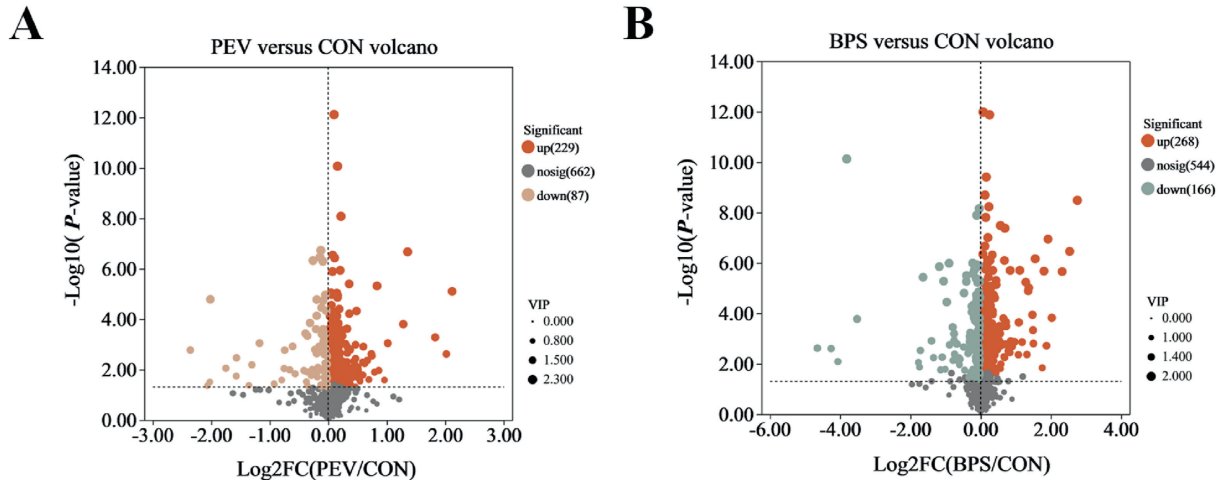 A
PEV versus CON volcano
14.00
12.00
10.00
8.00
6.00
4.00
2.00
0.00
-Log10( P-value)
-3.00 -2.00 -1.00 0.00 1.00 2.00 3.00
Log2FC(PEV/CON)
Significant
up(229)
nosig(662)
down(87)
VIP
0.000
0.800
1.500
2.300
B
BPS versus CON volcano
14.00
12.00
10.00
8.00
6.00
4.00
2.00
0.00
-Log10(P-value)
-6.00 -4.00 -2.00 0.00 2.00 4.00
Log2FC(BPS/CON)
Significant
up(268)
nosig(544)
down(166)
VIP
0.000
1.000
1.400
2.000